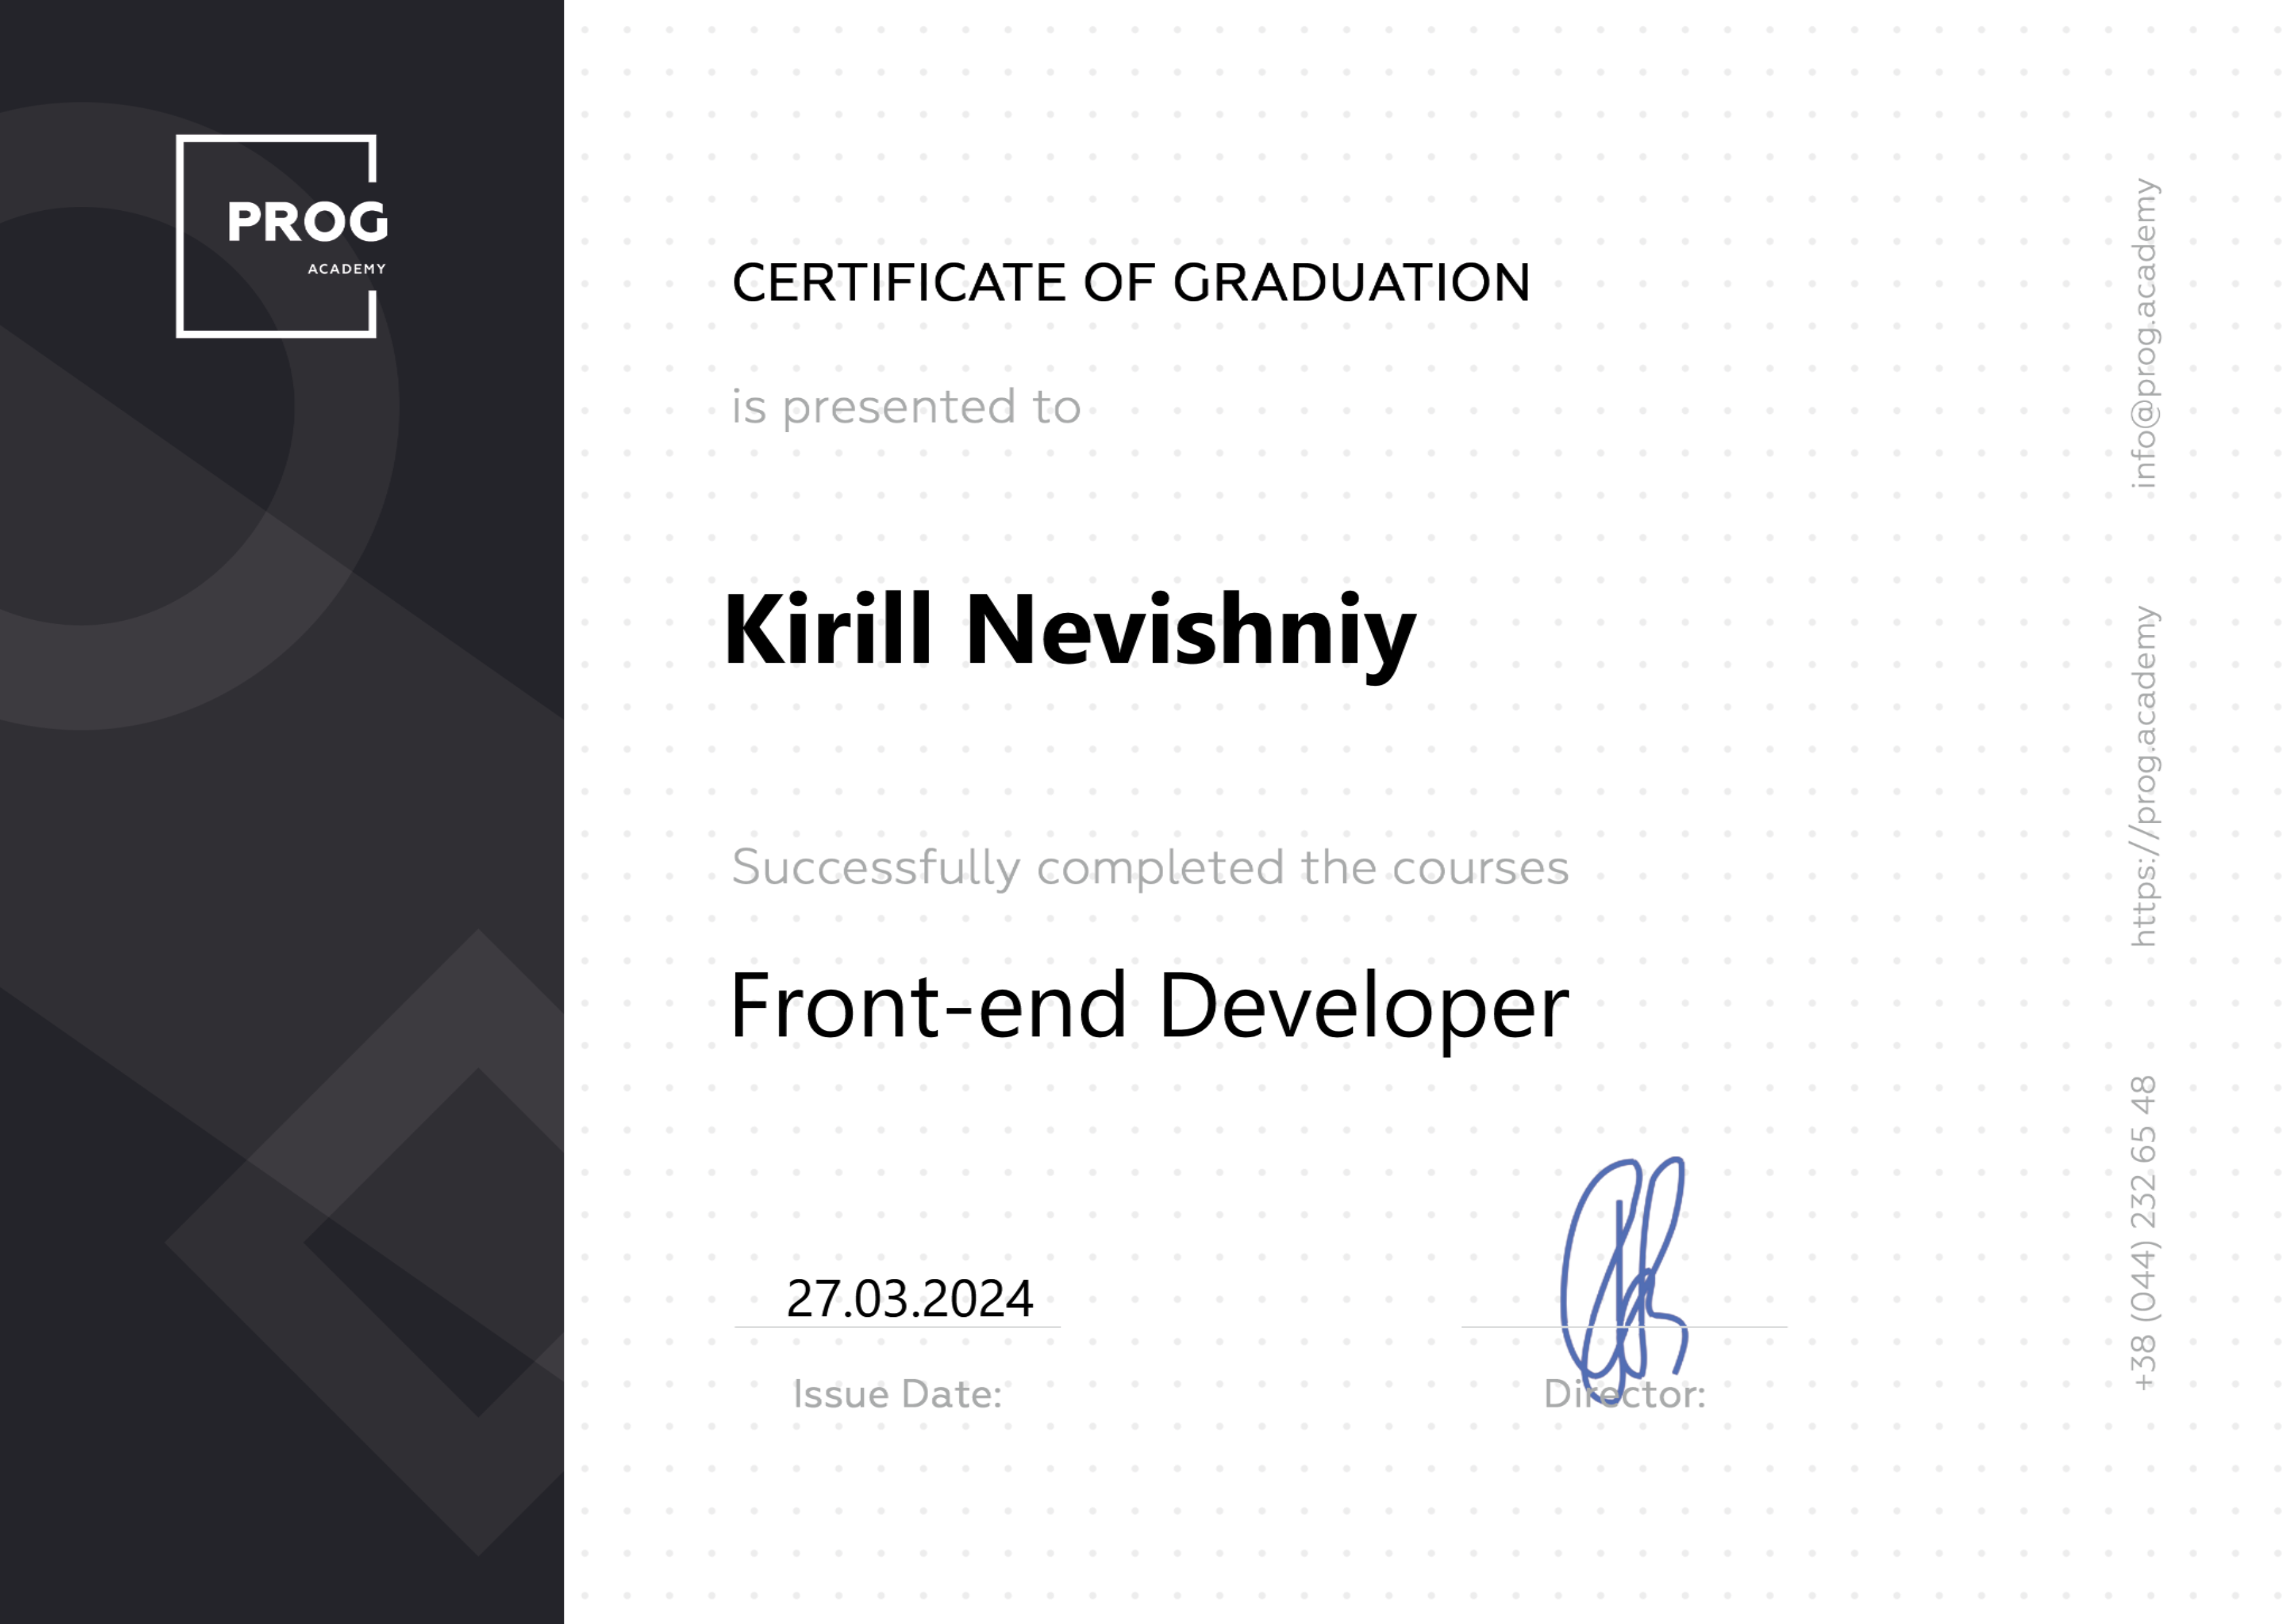 PROG
ACADEMY
CERTIFICATE OF GRADUATION
is presented to
Kirill Nevishniy
Successfully completed the courses
Front-end Developer
27.03.2024
Issue Date:
Director:
info@prog.academy
https://prog.academy
+38 (044) 232 65 48